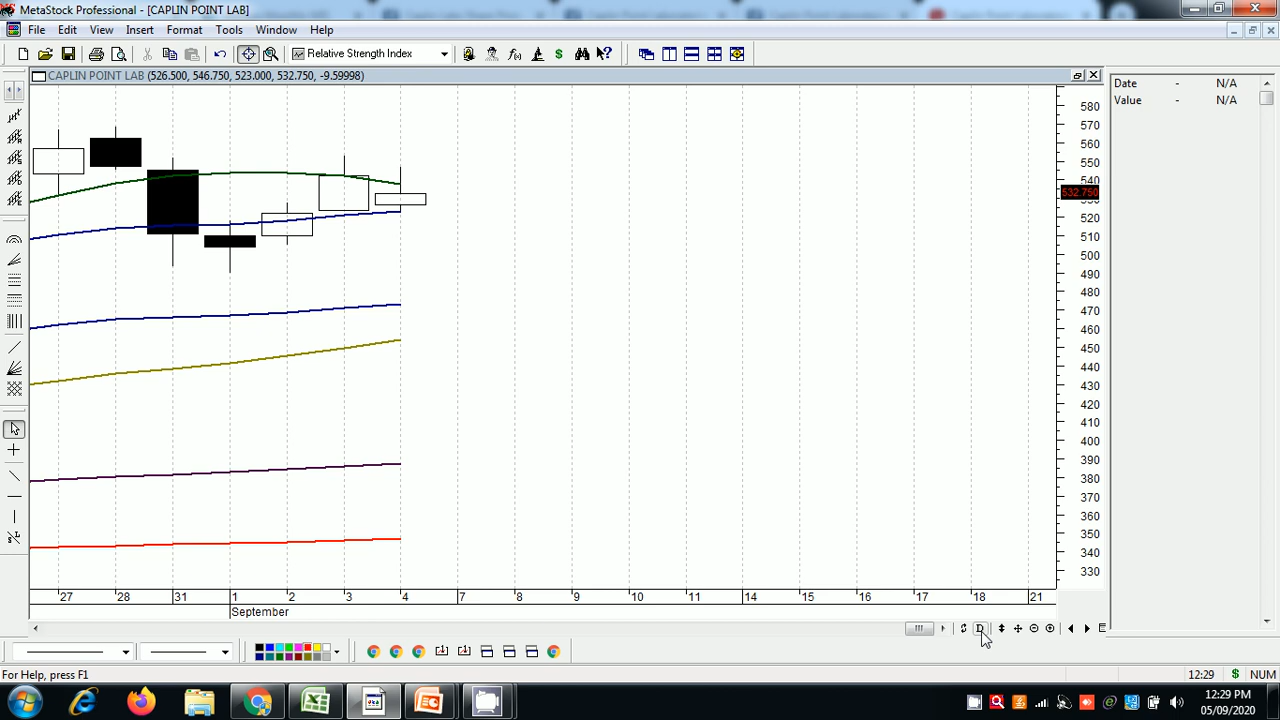 MetaStock Professional - [CAPLIN POINT LAB]
File Edit View Insert Format Tools Window Help
Relative Strength Index
CAPLIN POINT LAB (526.500, 546.750, 523.000, 532.750, -9.59998)
Date - N/A
Value - N/A
580
570
560
550
540
532.750
530
520
510
500
490
480
470
460
450
440
430
420
410
400
390
380
370
360
350
340
330
27 28 31 1 2 3 4 7 8 9 10 11 14 15 16 17 18 21
September
D
For Help, press F1
12:29 $ NUM
12:29 PM
05/09/2020